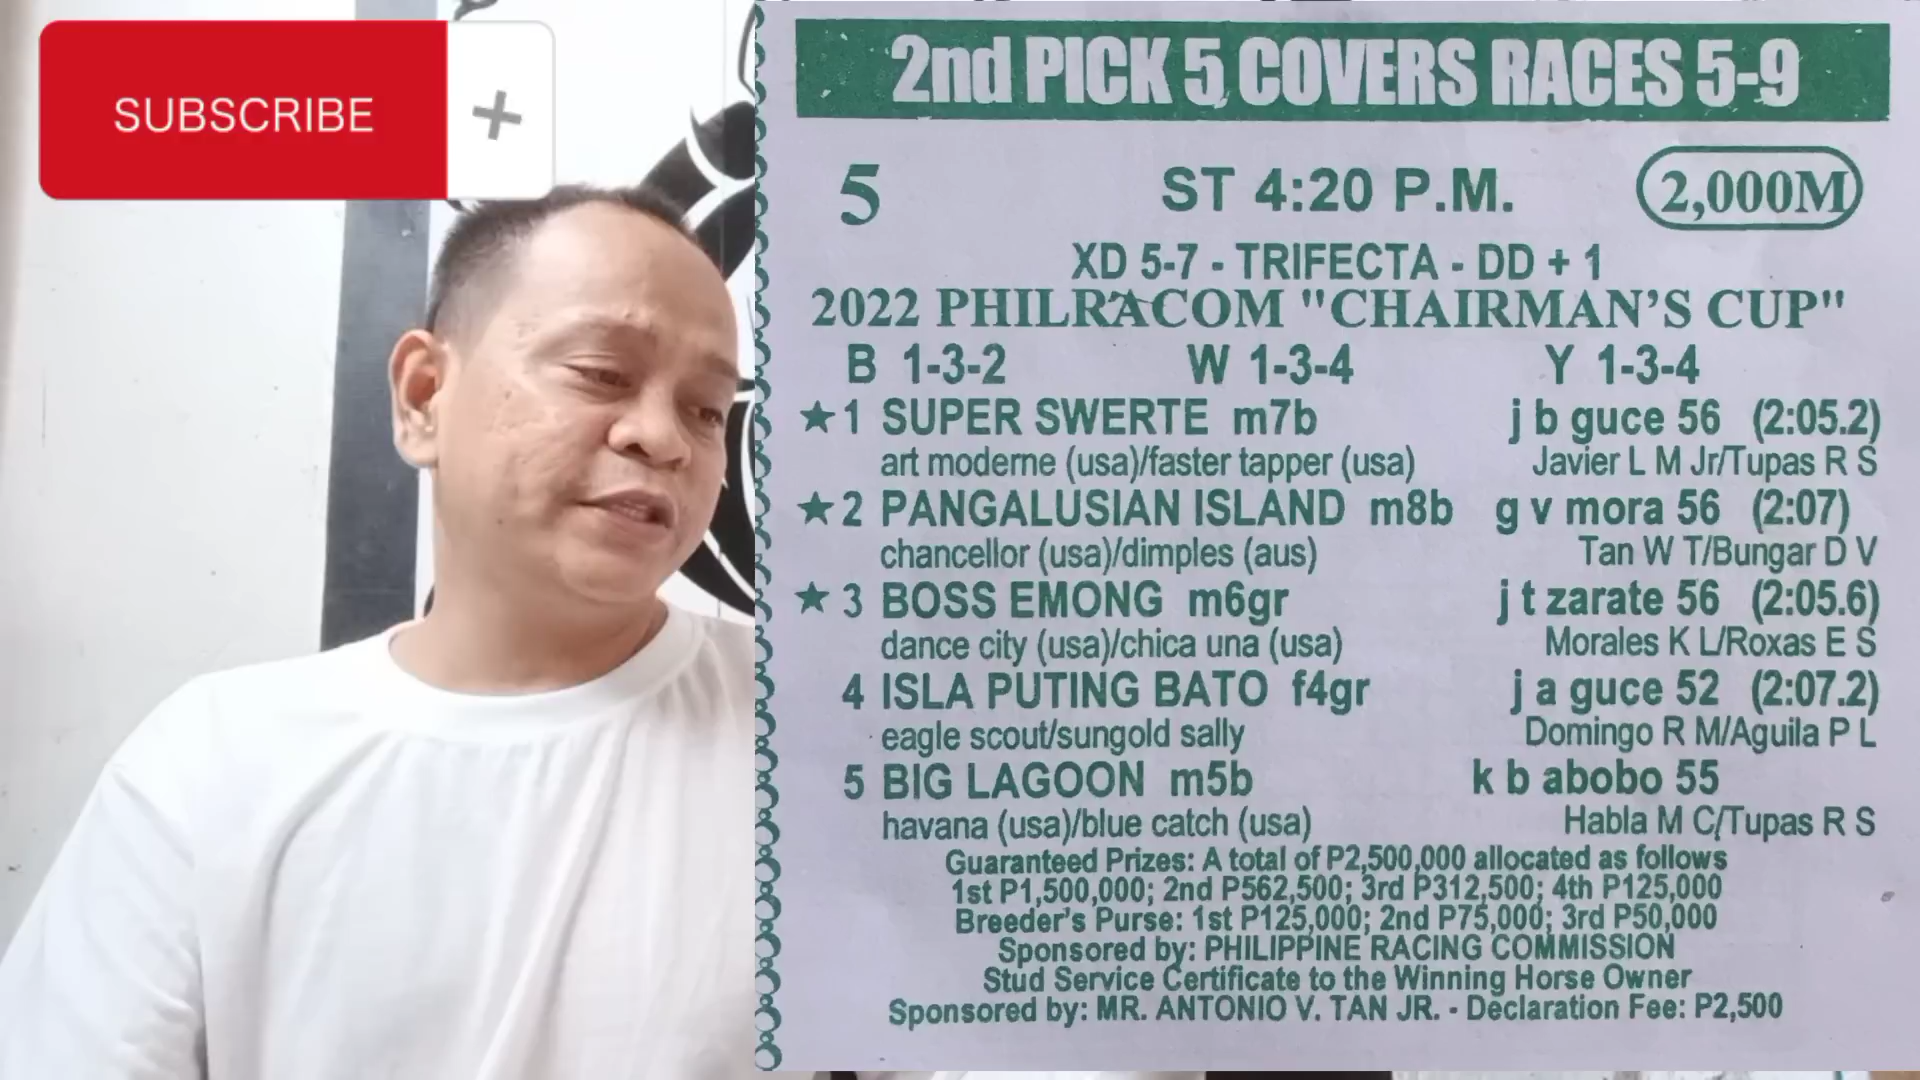 SUBSCRIBE +
2nd PICK 5 COVERS RACES 5-9
5 ST 4:20 P.M. 2,000M
XD 5-7 - TRIFECTA - DD + 1
2022 PHILRACOM "CHAIRMAN'S CUP"
B 1-3-2 W 1-3-4 Y 1-3-4
★ 1 SUPER SWERTE m7b j b guce 56 (2:05.2)
art moderne (usa)/faster tapper (usa) Javier L M Jr/Tupas R S
★ 2 PANGALUSIAN ISLAND m8b g v mora 56 (2:07)
chancellor (usa)/dimples (aus) Tan W T/Bungar D V
★ 3 BOSS EMONG m6gr j t zarate 56 (2:05.6)
dance city (usa)/chica una (usa) Morales K L/Roxas E S
4 ISLA PUTING BATO f4gr j a guce 52 (2:07.2)
eagle scout/sungold sally Domingo R M/Aguila P L
5 BIG LAGOON m5b k b abobo 55
havana (usa)/blue catch (usa) Habla M C/Tupas R S
Guaranteed Prizes: A total of P2,500,000 allocated as follows
1st P1,500,000; 2nd P562,500; 3rd P312,500; 4th P125,000
Breeder's Purse: 1st P125,000; 2nd P75,000; 3rd P50,000
Sponsored by: PHILIPPINE RACING COMMISSION
Stud Service Certificate to the Winning Horse Owner
Sponsored by: MR. ANTONIO V. TAN JR. - Declaration Fee: P2,500